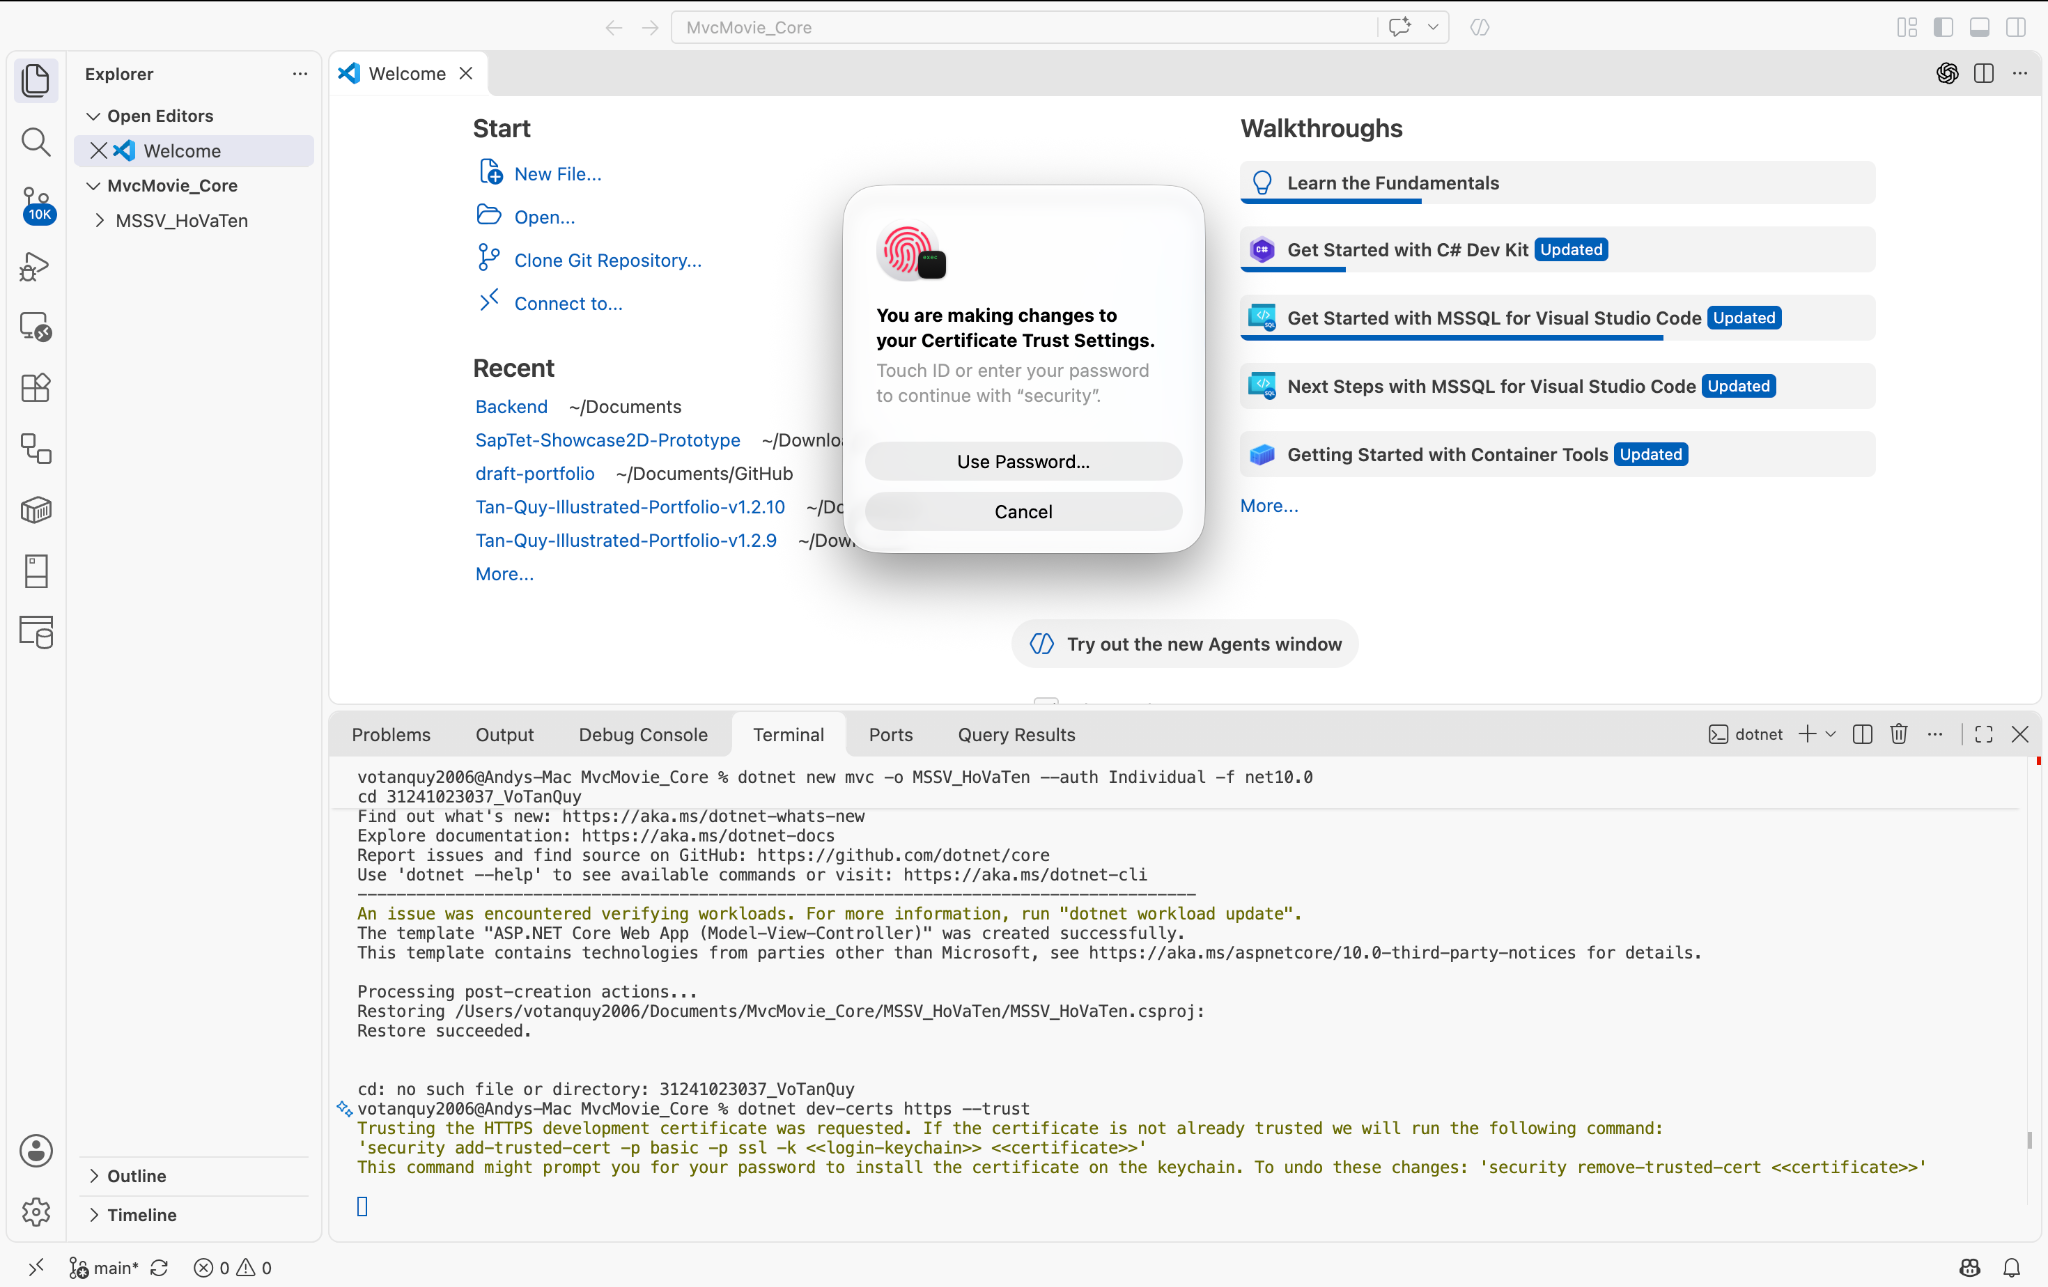 MvcMovie_Core
Explorer
Open Editors
Welcome
MvcMovie_Core
MSSV_HoVaTen
10K
Outline
Timeline
Welcome
Start
New File...
Open...
Clone Git Repository...
Connect to...
Recent
Backend ~/Documents
SapTet-Showcase2D-Prototype ~/Downlo
draft-portfolio ~/Documents/GitHub
Tan-Quy-Illustrated-Portfolio-v1.2.10 ~/Do
Tan-Quy-Illustrated-Portfolio-v1.2.9 ~/Dow
More...
Walkthroughs
Learn the Fundamentals
C#
Get Started with C# Dev Kit Updated
Get Started with MSSQL for Visual Studio Code Updated
Next Steps with MSSQL for Visual Studio Code Updated
Getting Started with Container Tools Updated
More...
exec
You are making changes to
your Certificate Trust Settings.
Touch ID or enter your password
to continue with “security”.
Use Password...
Cancel
Try out the new Agents window
Problems Output Debug Console Terminal Ports Query Results
dotnet
votanquy2006@Andys-Mac MvcMovie_Core % dotnet new mvc -o MSSV_HoVaTen --auth Individual -f net10.0
cd 31241023037_VoTanQuy
Find out what's new: https://aka.ms/dotnet-whats-new
Explore documentation: https://aka.ms/dotnet-docs
Report issues and find source on GitHub: https://github.com/dotnet/core
Use 'dotnet --help' to see available commands or visit: https://aka.ms/dotnet-cli
--------------------------------------------------------------------------------------
An issue was encountered verifying workloads. For more information, run "dotnet workload update".
The template "ASP.NET Core Web App (Model-View-Controller)" was created successfully.
This template contains technologies from parties other than Microsoft, see https://aka.ms/aspnetcore/10.0-third-party-notices for details.
Processing post-creation actions...
Restoring /Users/votanquy2006/Documents/MvcMovie_Core/MSSV_HoVaTen/MSSV_HoVaTen.csproj:
Restore succeeded.
cd: no such file or directory: 31241023037_VoTanQuy
votanquy2006@Andys-Mac MvcMovie_Core % dotnet dev-certs https --trust
Trusting the HTTPS development certificate was requested. If the certificate is not already trusted we will run the following command:
'security add-trusted-cert -p basic -p ssl -k <<login-keychain>> <<certificate>>'
This command might prompt you for your password to install the certificate on the keychain. To undo these changes: 'security remove-trusted-cert <<certificate>>'
main* 0 0